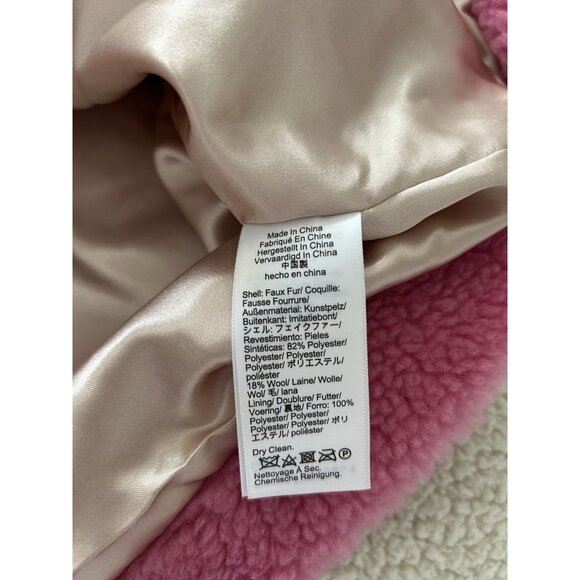 Made In China
Fabriqué En Chine
Hergestellt In China
Vervaardigd In China
中国製
hecho en china
Shell: Faux Fur/ Coquille:
Fausse Fourrure/
Außenmaterial: Kunstpelz/
Buitenkant: Imitatiebont/
シェル: フェイクファー/
Revestimiento: Pieles
Sintéticas: 82% Polyester/
Polyester/ Polyester/
Polyester/ ポリエステル/
poliéster
18% Wool/ Laine/ Wolle/
Wol/ 毛/ lana
Lining/ Doublure/ Futter/
Voering/ 裏地/ Forro: 100%
Polyester/ Polyester/
Polyester/ Polyester/ ポリ
エステル/ poliéster
Dry Clean.
P
Nettoyage À Sec.
Chemische Reinigung.